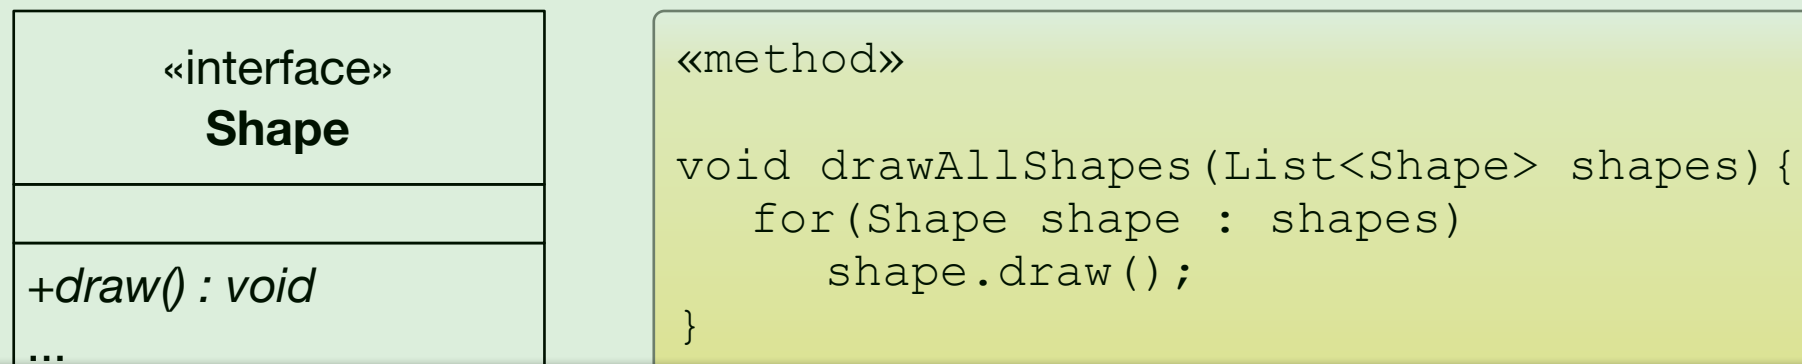 «interface»
Shape
+draw() : void
...
«method»
void drawAllShapes(List<Shape> shapes){
for(Shape shape : shapes)
shape.draw();
}